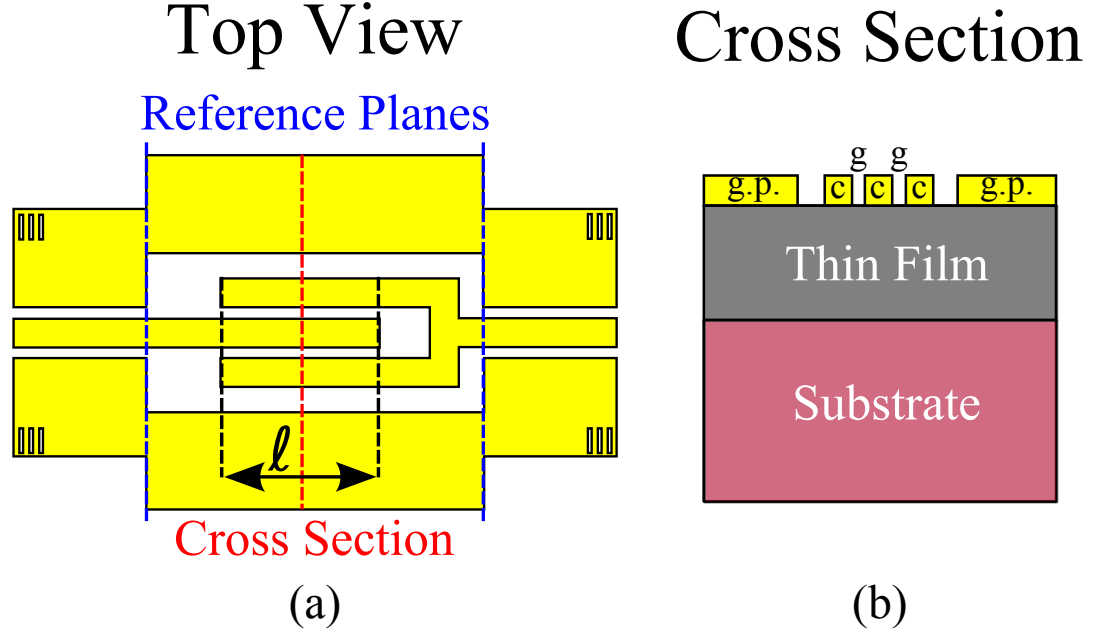 Top View
Reference Planes
ℓ
Cross Section
(a)
Cross Section
g g
g.p. c c c g.p.
Thin Film
Substrate
(b)